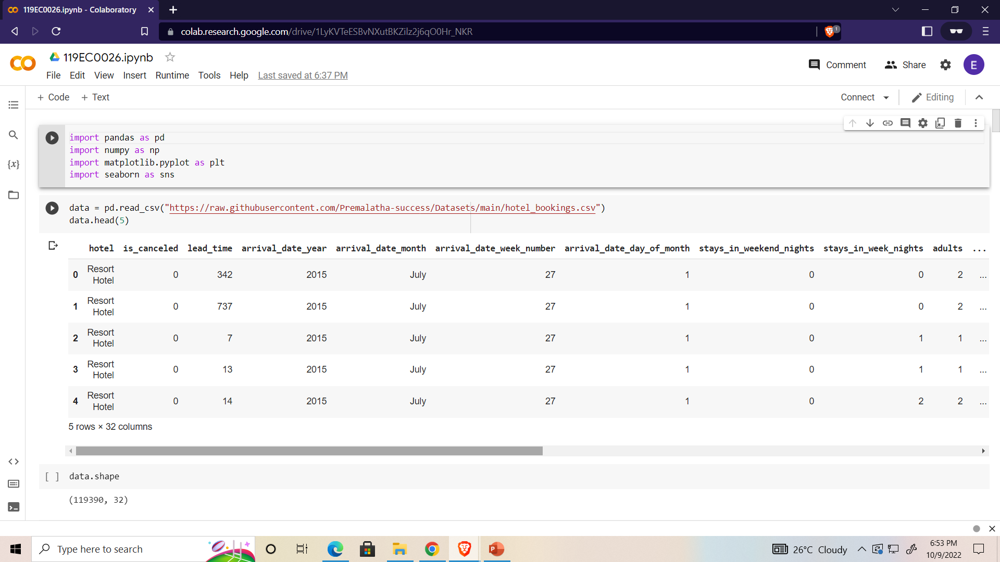 119EC0026.ipynb - Colaboratory
colab.research.google.com/drive/1LyKVTeESBvNXutBKZilz2j6qO0Hr_NKR
1
119EC0026.ipynb
File Edit View Insert Runtime Tools Help Last saved at 6:37 PM
Comment Share E
+ Code + Text
Connect Editing
import pandas as pd
import numpy as np
import matplotlib.pyplot as plt
import seaborn as sns
data = pd.read_csv("https://raw.githubusercontent.com/Premalatha-success/Datasets/main/hotel_bookings.csv")
data.head(5)
hotel is_canceled lead_time arrival_date_year arrival_date_month arrival_date_week_number arrival_date_day_of_month stays_in_weekend_nights stays_in_week_nights adults ...
0 Resort Hotel 0 342 2015 July 27 1 0 0 2 ...
1 Resort Hotel 0 737 2015 July 27 1 0 0 2 ...
2 Resort Hotel 0 7 2015 July 27 1 0 1 1 ...
3 Resort Hotel 0 13 2015 July 27 1 0 1 1 ...
4 Resort Hotel 0 14 2015 July 27 1 0 2 2 ...
5 rows × 32 columns
[ ] data.shape
(119390, 32)
{x}
Type here to search
26°C Cloudy
6:53 PM
10/9/2022